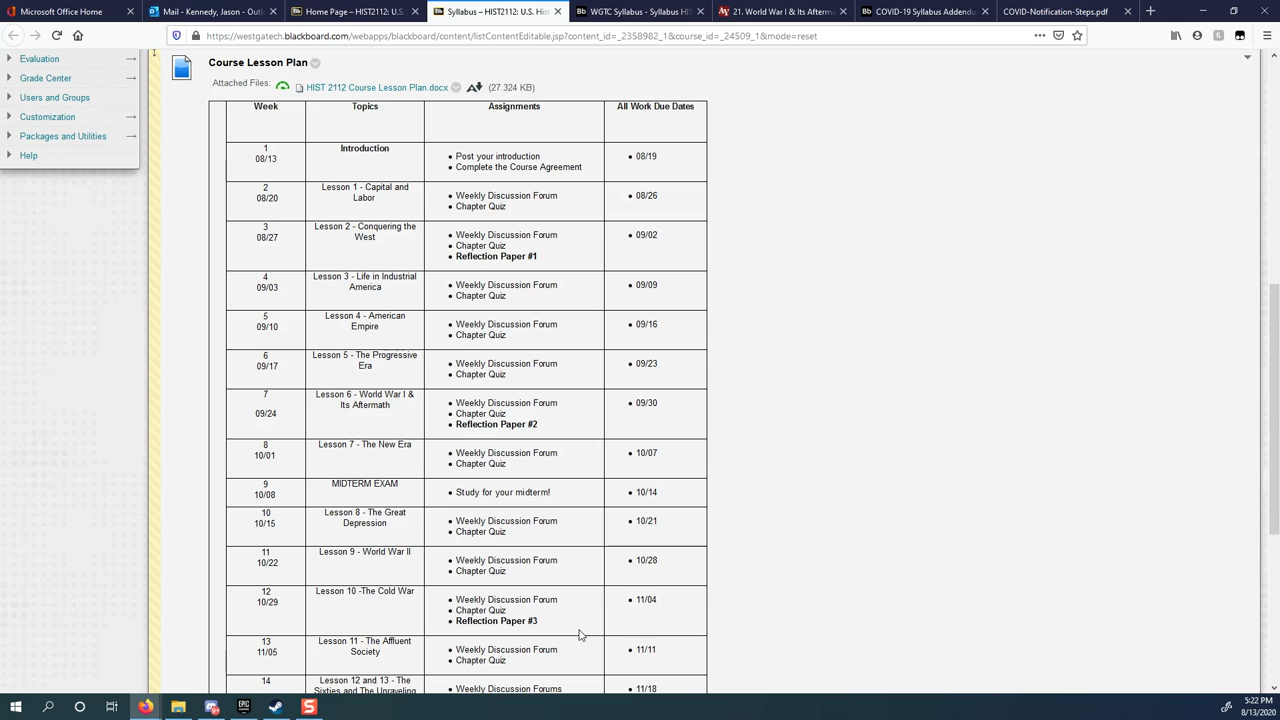 Microsoft Office Home
Mail - Kennedy, Jason - Outl
Home Page – HIST2112: U.S. H
Syllabus – HIST2112: U.S. Hist
WGTC Syllabus - Syllabus HIST
21. World War I & Its Afterma
COVID-19 Syllabus Addendu
COVID-Notification-Steps.pdf
https://westgatech.blackboard.com/webapps/blackboard/content/listContentEditable.jsp?content_id=_2358982_1&course_id=_24509_1&mode=reset
Evaluation
Grade Center
Users and Groups
Customization
Packages and Utilities
Help
Course Lesson Plan
Attached Files:
HIST 2112 Course Lesson Plan.docx
(27.324 KB)
Week
Topics
Assignments
All Work Due Dates
1
08/13
Introduction
• Post your introduction
• Complete the Course Agreement
• 08/19
2
08/20
Lesson 1 - Capital and
Labor
• Weekly Discussion Forum
• Chapter Quiz
• 08/26
3
08/27
Lesson 2 - Conquering the
West
• Weekly Discussion Forum
• Chapter Quiz
• Reflection Paper #1
• 09/02
4
09/03
Lesson 3 - Life in Industrial
America
• Weekly Discussion Forum
• Chapter Quiz
• 09/09
5
09/10
Lesson 4 - American
Empire
• Weekly Discussion Forum
• Chapter Quiz
• 09/16
6
09/17
Lesson 5 - The Progressive
Era
• Weekly Discussion Forum
• Chapter Quiz
• 09/23
7
09/24
Lesson 6 - World War I &
Its Aftermath
• Weekly Discussion Forum
• Chapter Quiz
• Reflection Paper #2
• 09/30
8
10/01
Lesson 7 - The New Era
• Weekly Discussion Forum
• Chapter Quiz
• 10/07
9
10/08
MIDTERM EXAM
• Study for your midterm!
• 10/14
10
10/15
Lesson 8 - The Great
Depression
• Weekly Discussion Forum
• Chapter Quiz
• 10/21
11
10/22
Lesson 9 - World War II
• Weekly Discussion Forum
• Chapter Quiz
• 10/28
12
10/29
Lesson 10 -The Cold War
• Weekly Discussion Forum
• Chapter Quiz
• Reflection Paper #3
• 11/04
13
11/05
Lesson 11 - The Affluent
Society
• Weekly Discussion Forum
• Chapter Quiz
• 11/11
14
Lesson 12 and 13 - The
Sixties and The Unraveling
• Weekly Discussion Forums
• 11/18
EPIC
S
5:22 PM
8/13/2020